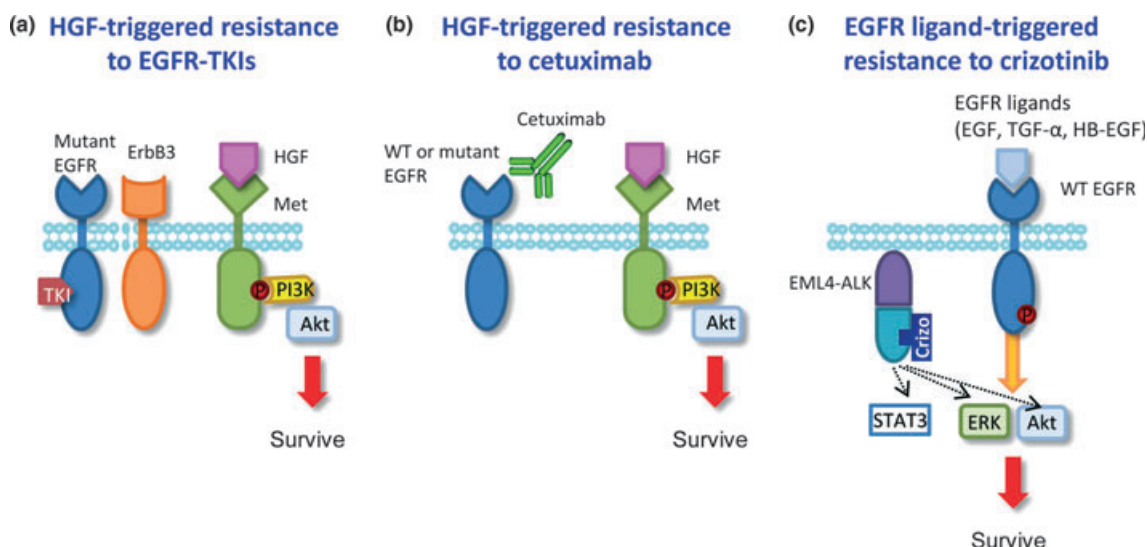 (a) HGF-triggered resistance
to EGFR-TKIs
Mutant
EGFR
ErbB3
HGF
Met
TKI
P
PI3K
Akt
Survive
(b) HGF-triggered resistance
to cetuximab
Cetuximab
WT or mutant
EGFR
HGF
Met
P
PI3K
Akt
Survive
(c) EGFR ligand-triggered
resistance to crizotinib
EGFR ligands
(EGF, TGF-α, HB-EGF)
WT EGFR
EML4-ALK
Crizo
P
STAT3
ERK
Akt
Survive